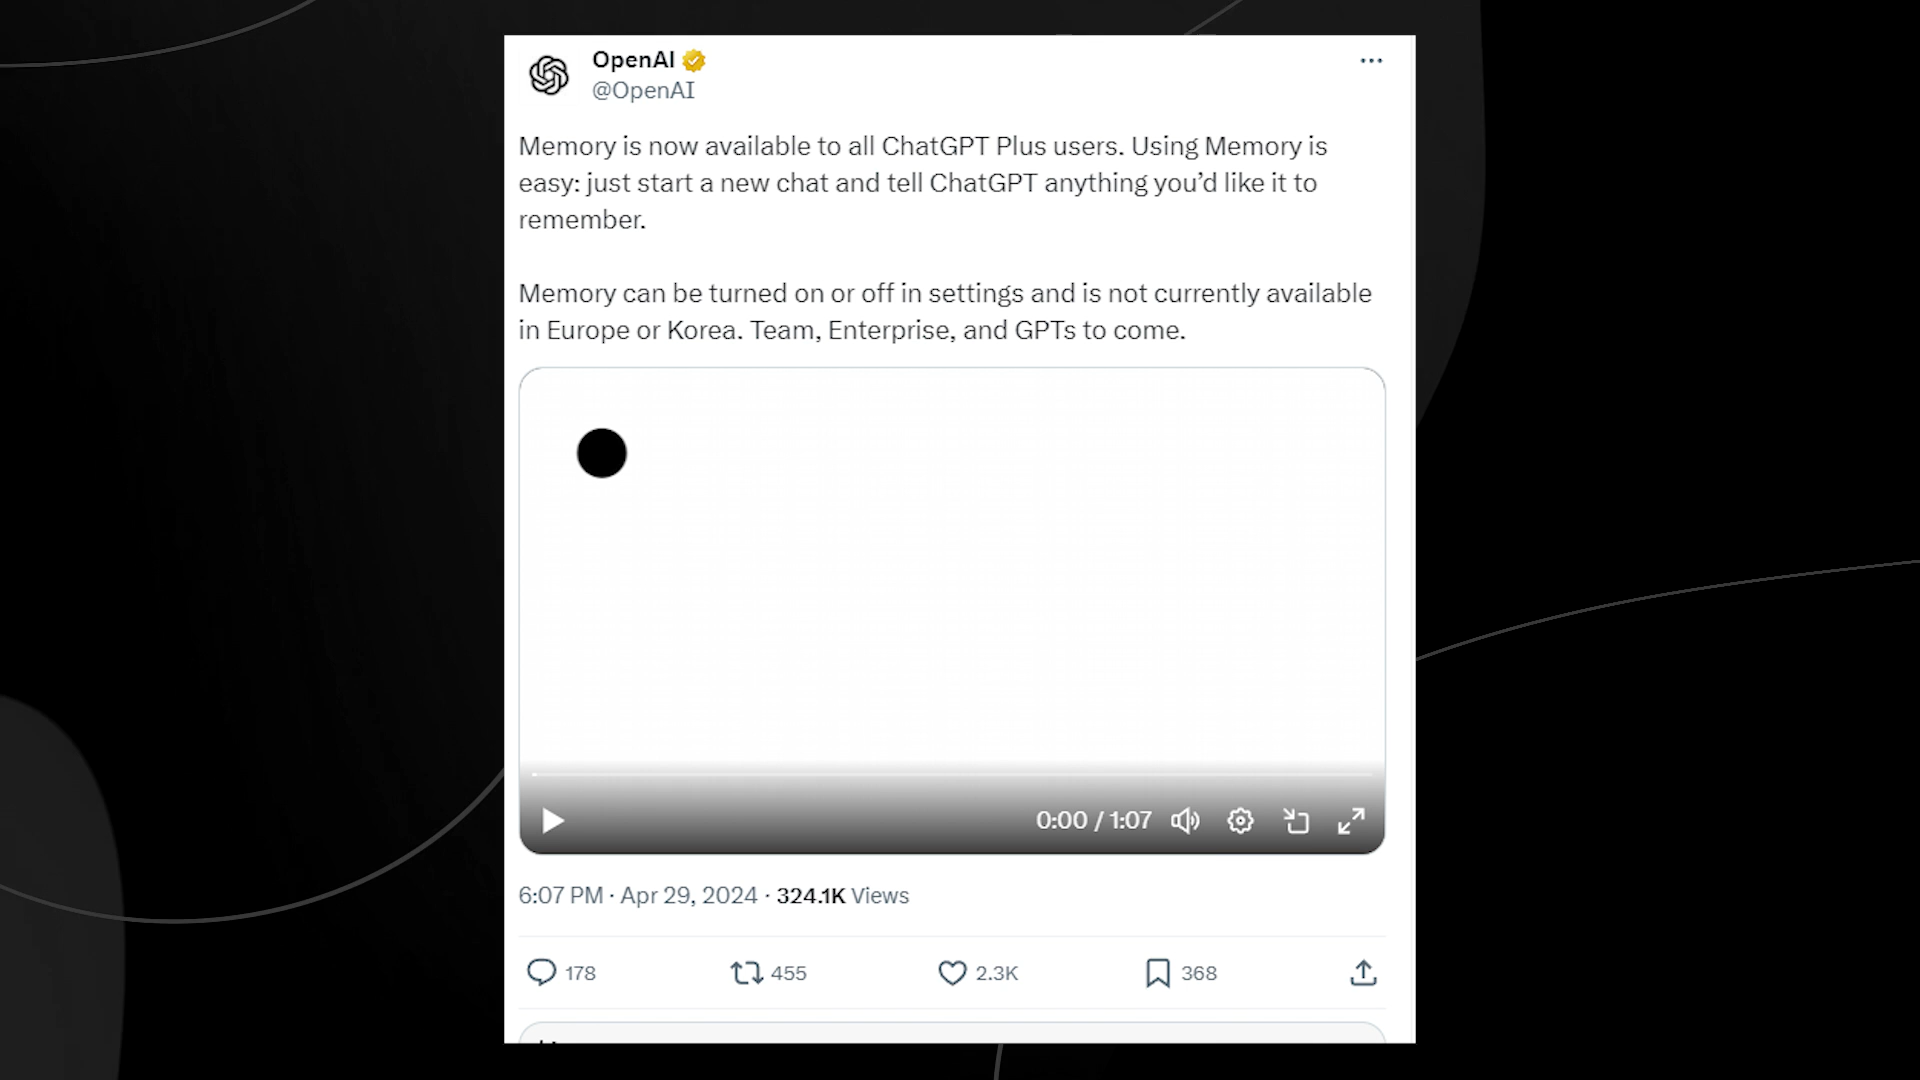 OpenAI
@OpenAI
Memory is now available to all ChatGPT Plus users. Using Memory is
easy: just start a new chat and tell ChatGPT anything you’d like it to
remember.
Memory can be turned on or off in settings and is not currently available
in Europe or Korea. Team, Enterprise, and GPTs to come.
0:00 / 1:07
6:07 PM · Apr 29, 2024 · 324.1K Views
178 455 2.3K 368